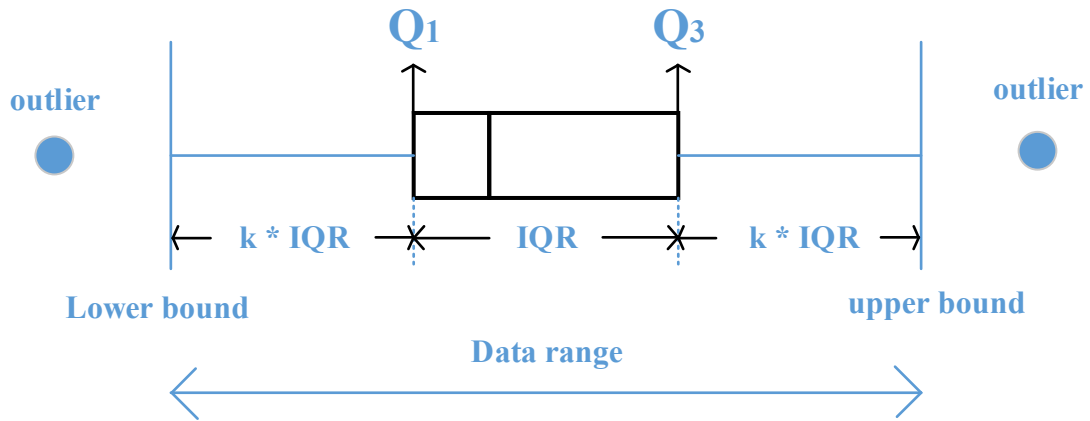 Q1
Q3
outlier
outlier
k * IQR
IQR
k * IQR
Lower bound
upper bound
Data range